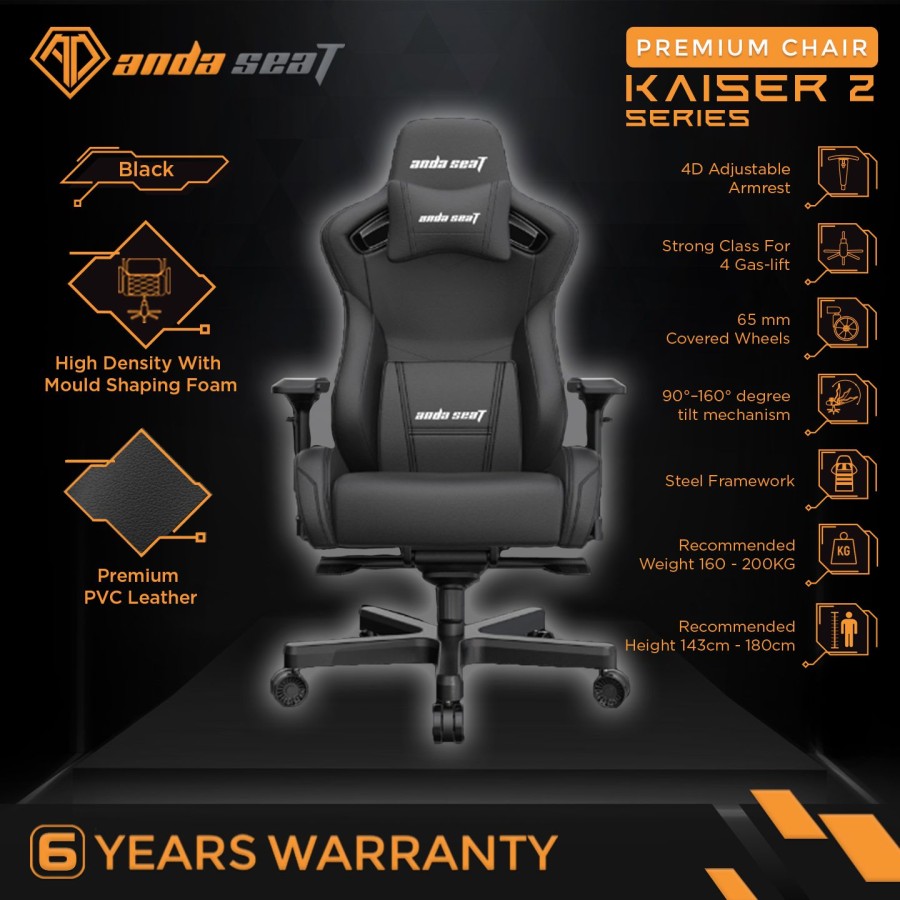 anda seaT
PREMIUM CHAIR
KAISER 2
SERIES
Black
High Density With
Mould Shaping Foam
Premium
PVC Leather
anda seaT
anda seaT
anda seaT
4D Adjustable
Armrest
Strong Class For
4 Gas-lift
65 mm
Covered Wheels
90°-160° degree
tilt mechanism
Steel Framework
Recommended
Weight 160 - 200KG
KG
Recommended
Height 143cm - 180cm
6 YEARS WARRANTY